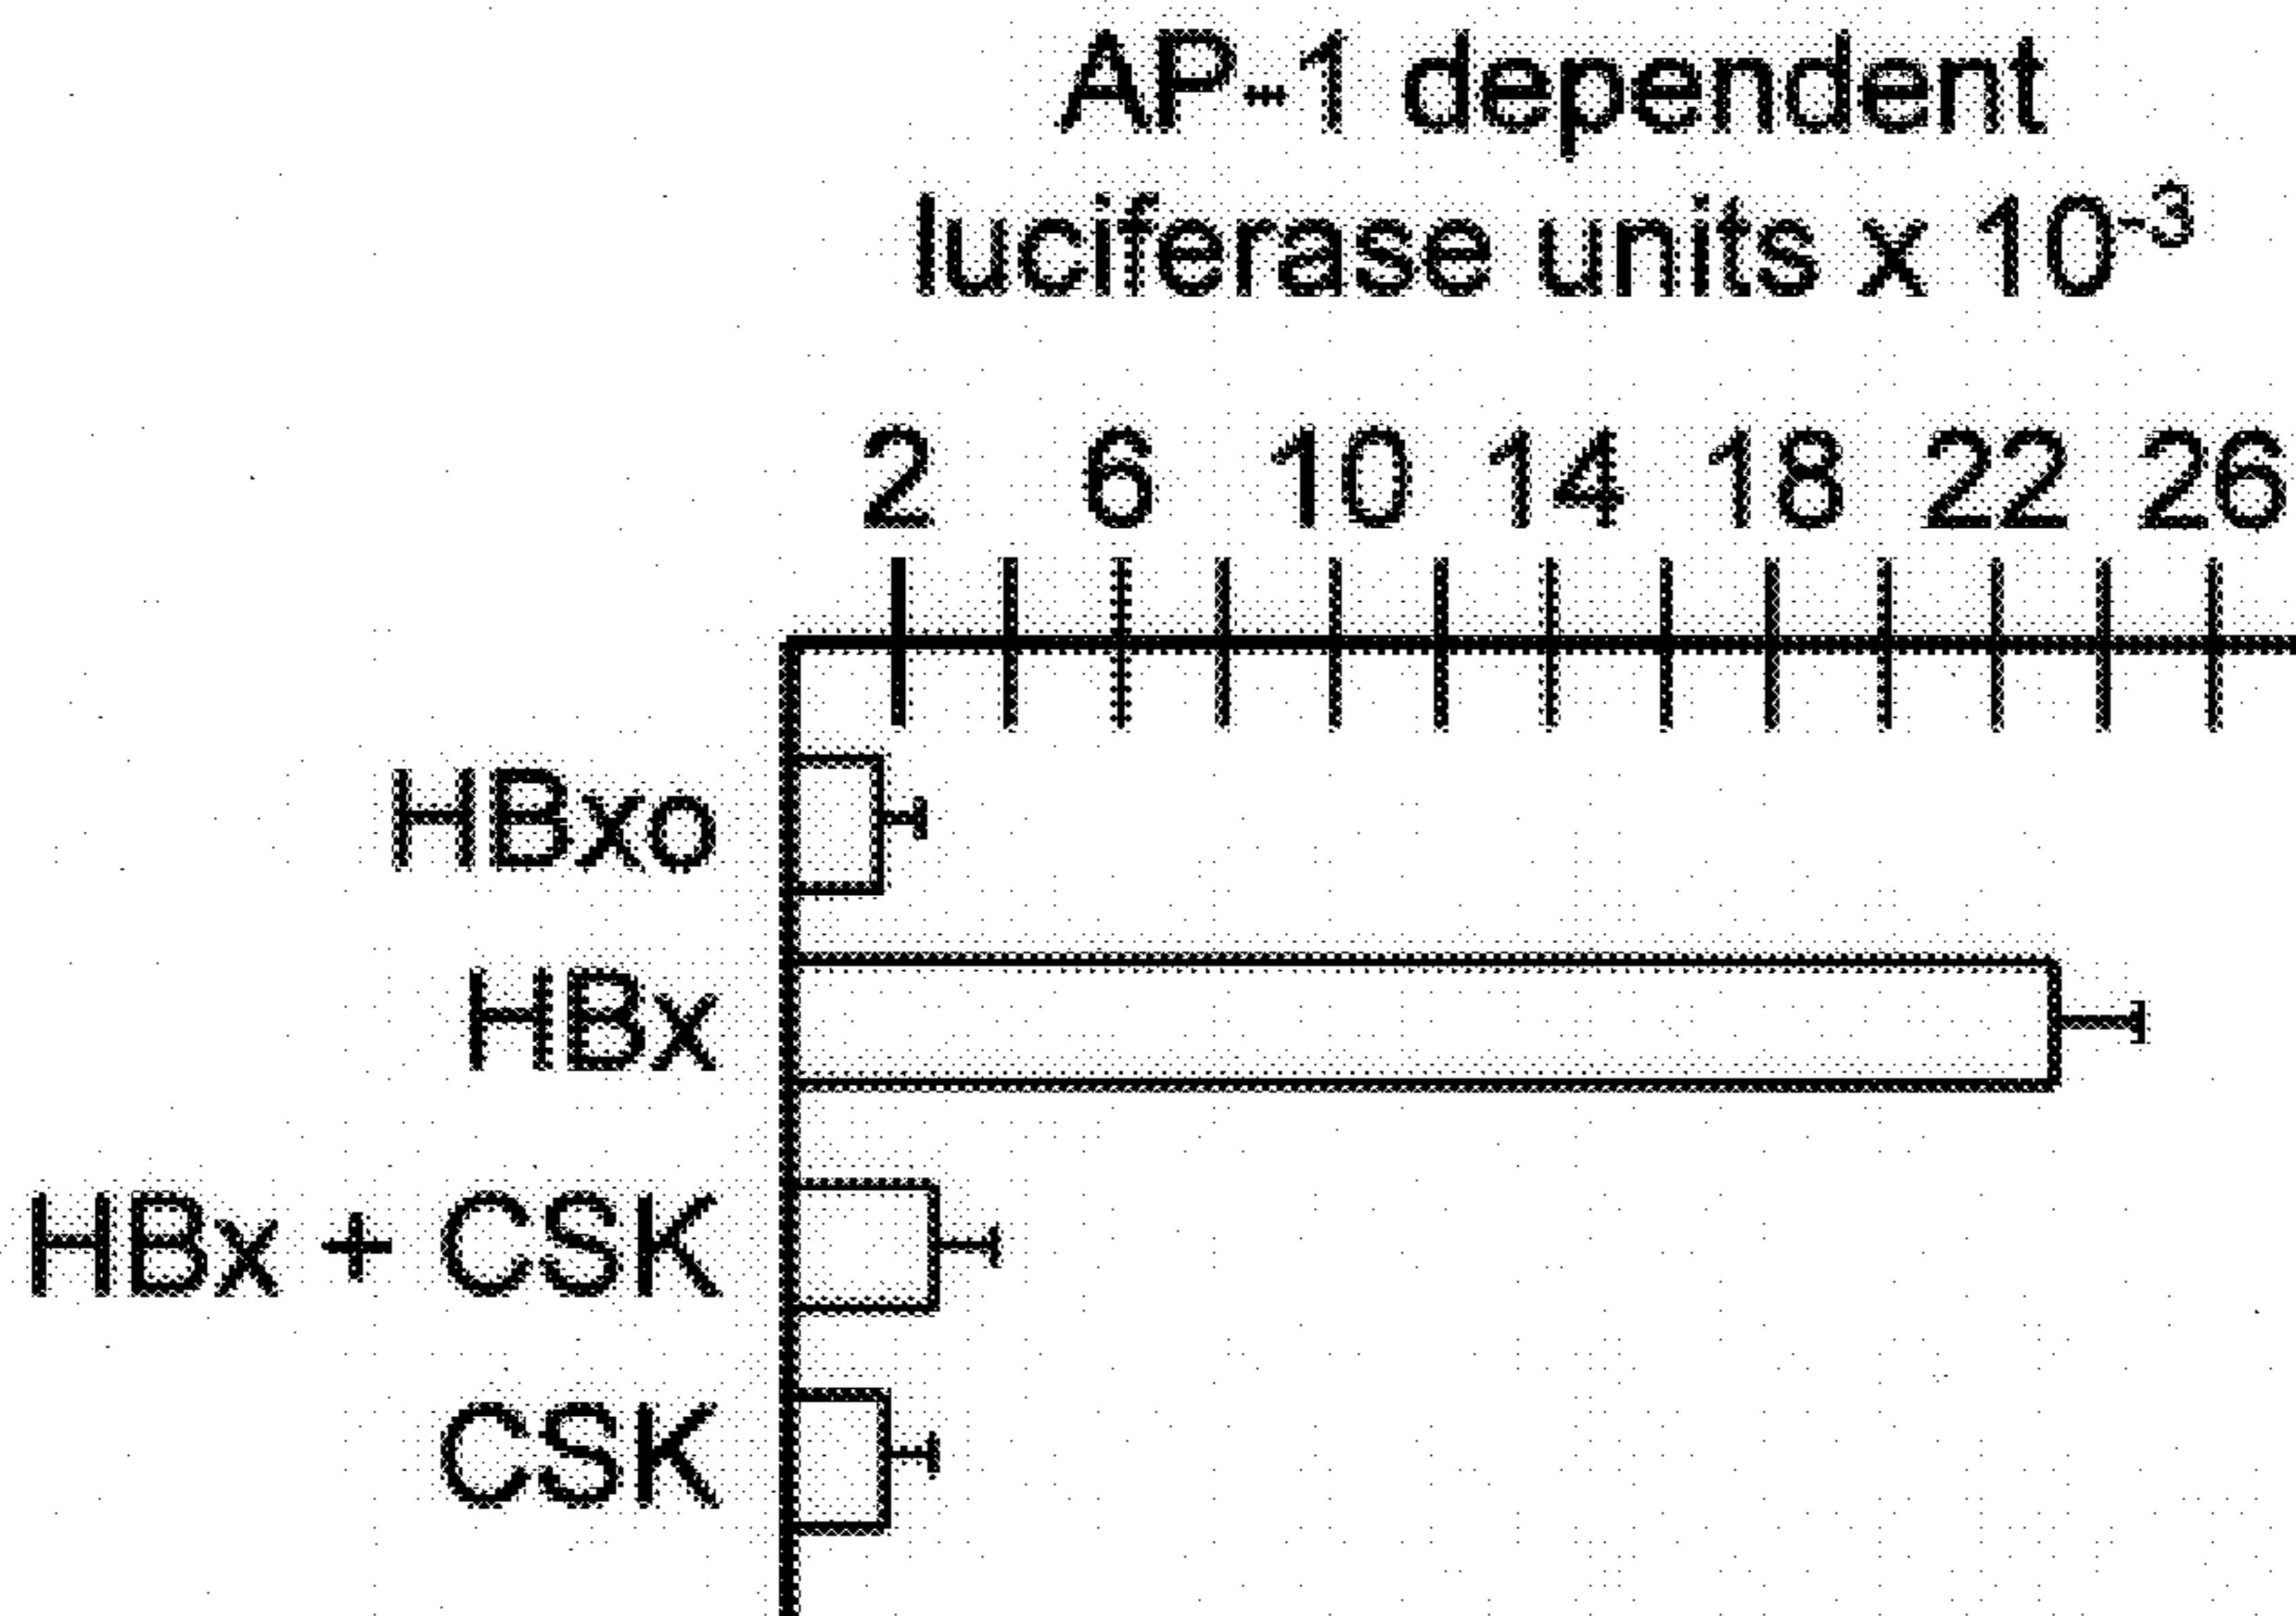 AP-1 dependent
luciferase units x 10-3
2 6 10 14 18 22 26
HBxo
HBx
HBx + CSK
CSK